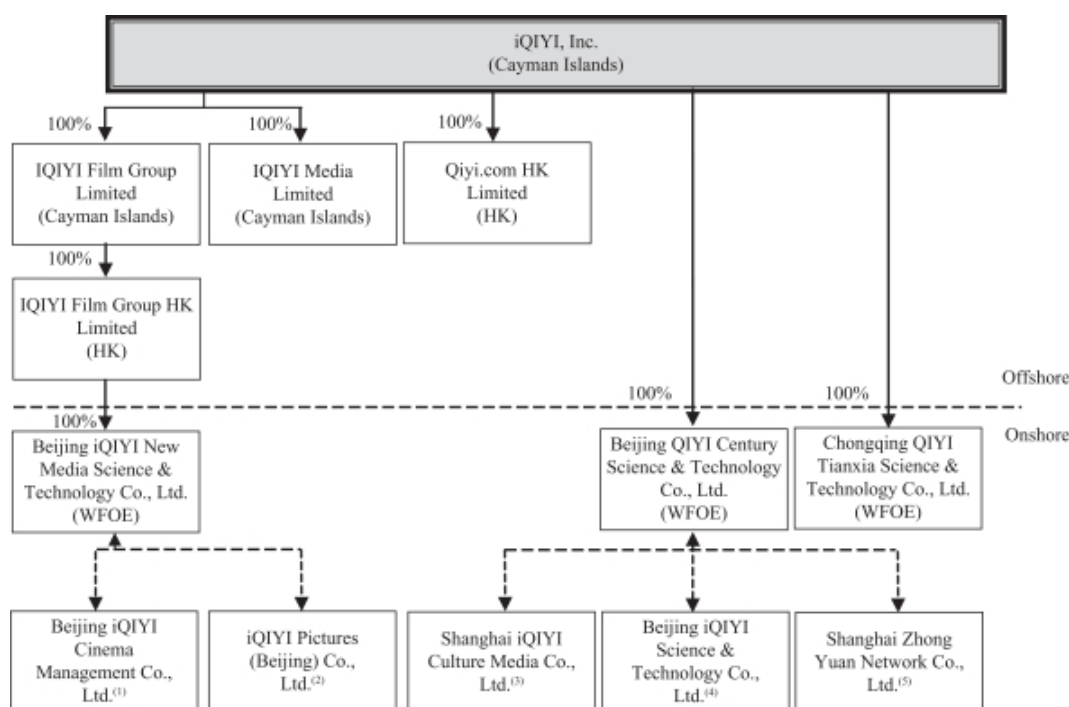 iQIYI, Inc.
(Cayman Islands)
100%
100%
100%
IQIYI Film Group
Limited
(Cayman Islands)
IQIYI Media
Limited
(Cayman Islands)
Qiyi.com HK
Limited
(HK)
100%
IQIYI Film Group HK
Limited
(HK)
100%
100%
Offshore
100%
Onshore
Beijing iQIYI New
Media Science &
Technology Co., Ltd.
(WFOE)
Beijing QIYI Century
Science & Technology
Co., Ltd.
(WFOE)
Chongqing QIYI
Tianxia Science &
Technology Co., Ltd.
(WFOE)
Beijing iQIYI
Cinema
Management Co.,
Ltd.(1)
iQIYI Pictures
(Beijing) Co.,
Ltd.(2)
Shanghai iQIYI
Culture Media Co.,
Ltd.(3)
Beijing iQIYI
Science &
Technology Co.,
Ltd.(4)
Shanghai Zhong
Yuan Network Co.,
Ltd.(5)